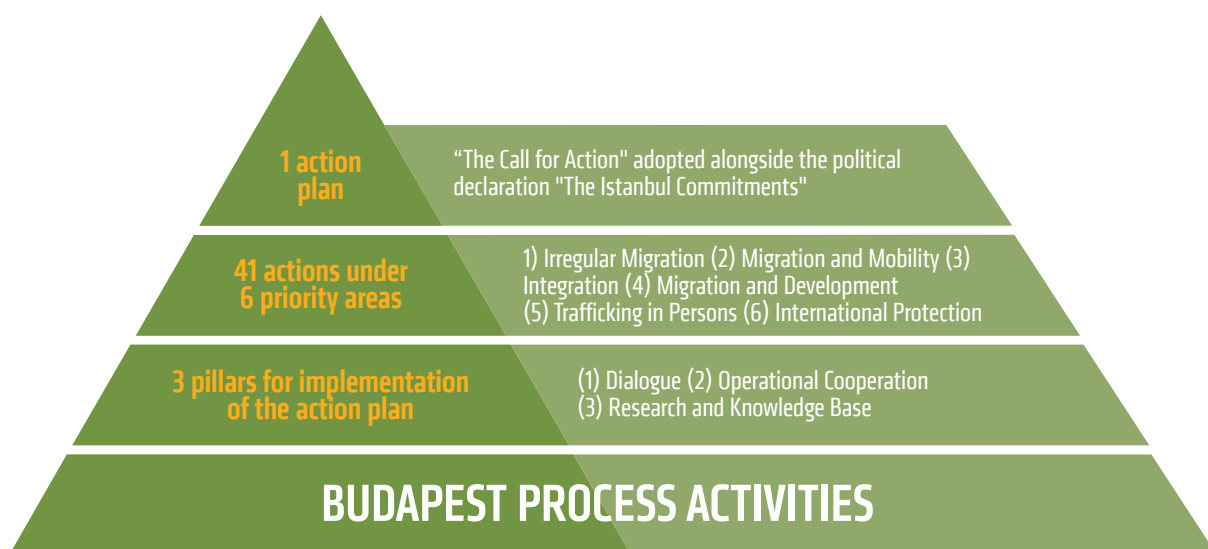 1 action
plan
“The Call for Action" adopted alongside the political
declaration "The Istanbul Commitments"
41 actions under
6 priority areas
1) Irregular Migration (2) Migration and Mobility (3)
Integration (4) Migration and Development
(5) Trafficking in Persons (6) International Protection
3 pillars for implementation
of the action plan
(1) Dialogue (2) Operational Cooperation
(3) Research and Knowledge Base
BUDAPEST PROCESS ACTIVITIES